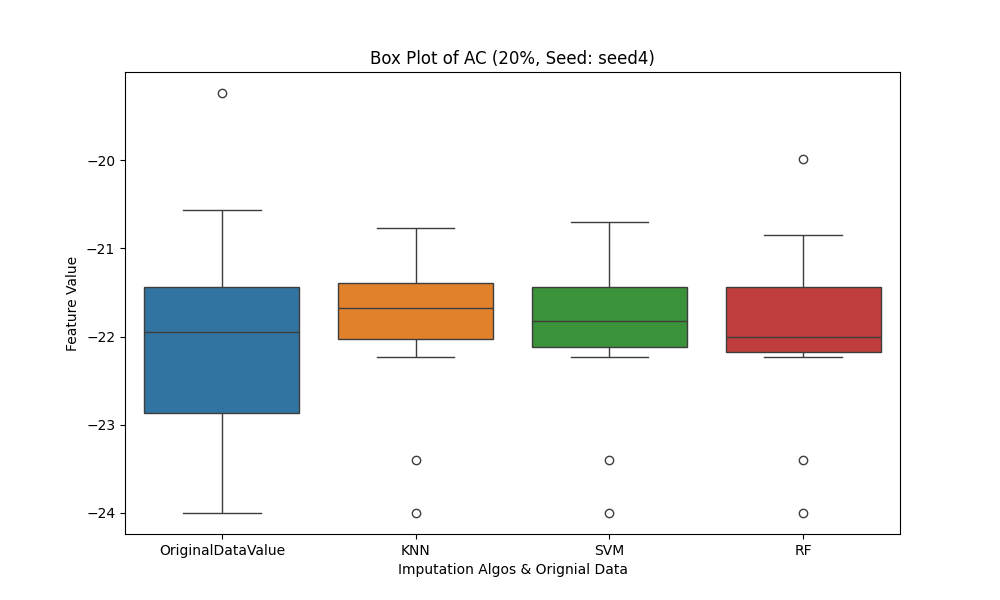 Box Plot of AC (20%, Seed: seed4)
Feature Value
−20
−21
−22
−23
−24
OriginalDataValue
KNN
SVM
RF
Imputation Algos & Orignial Data